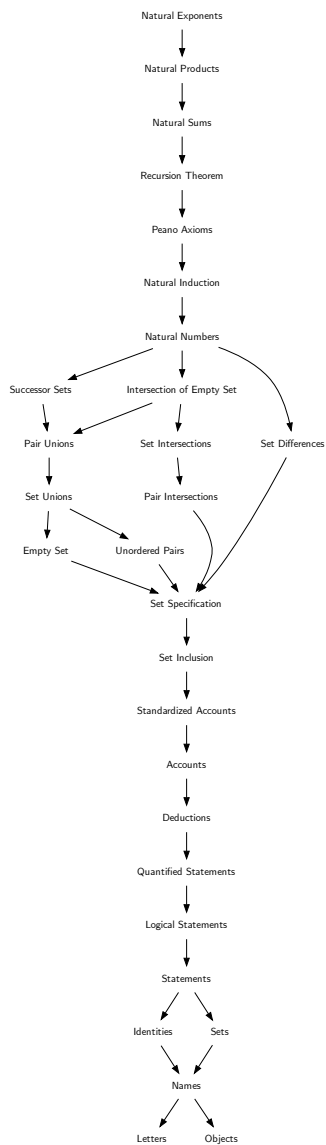 Natural Exponents
Natural Products
Natural Sums
Recursion Theorem
Peano Axioms
Natural Induction
Natural Numbers
Successor Sets
Intersection of Empty Set
Pair Unions
Set Intersections
Set Differences
Set Unions
Pair Intersections
Empty Set
Unordered Pairs
Set Specification
Set Inclusion
Standardized Accounts
Accounts
Deductions
Quantified Statements
Logical Statements
Statements
Identities
Sets
Names
Letters
Objects